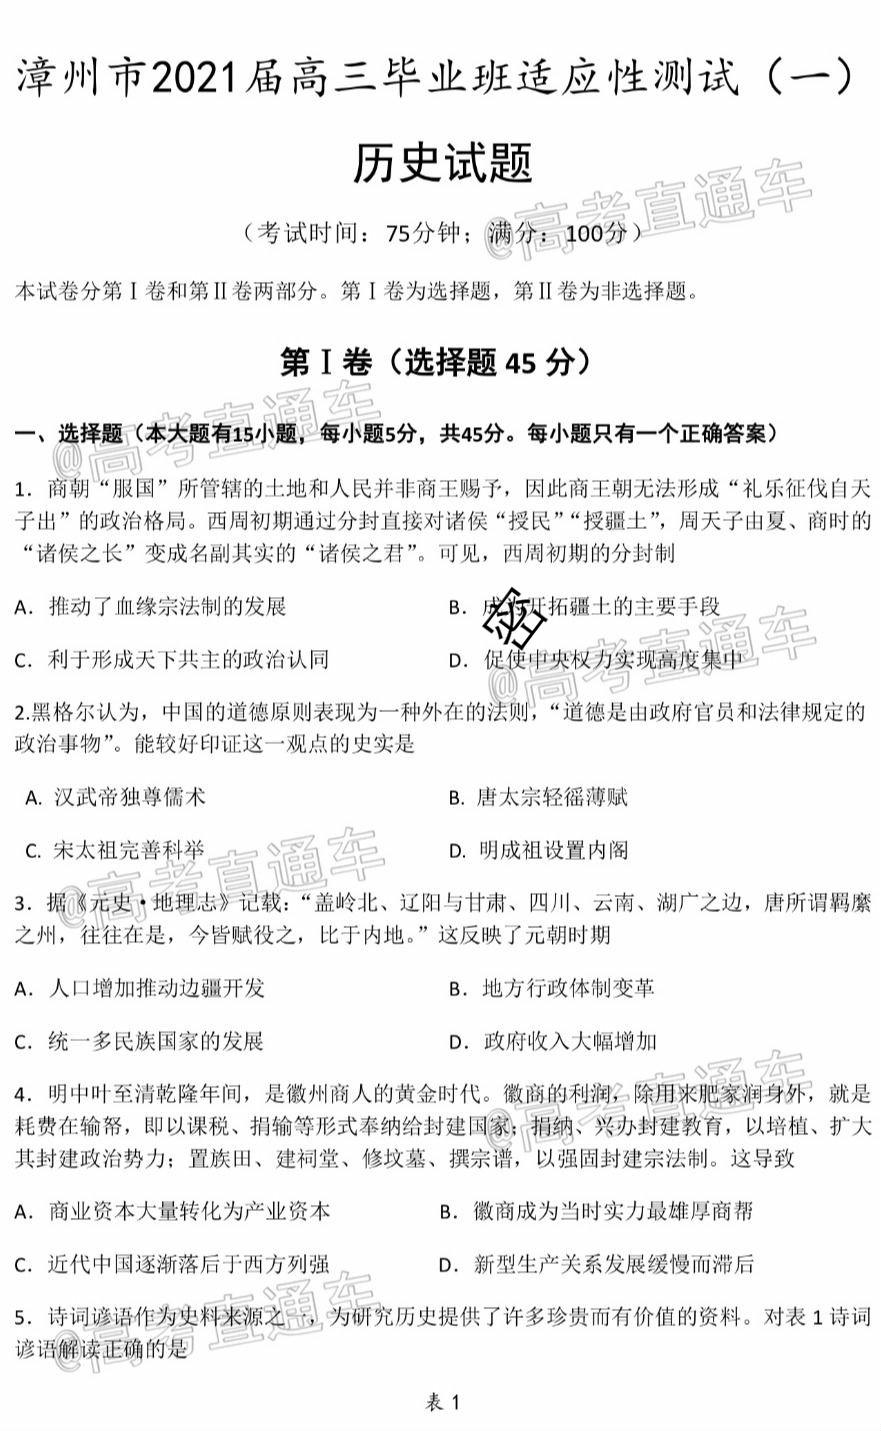 漳州市2021届高三毕业班适应性测试（一）
历史试题
（考试时间：75分钟；满分：100分）
@高考直通车
本试卷分第Ⅰ卷和第Ⅱ卷两部分。第Ⅰ卷为选择题，第Ⅱ卷为非选择题。
第Ⅰ卷（选择题 45 分）
@高考直通车
一、选择题（本大题有15小题，每小题5分，共45分。每小题只有一个正确答案）
1．商朝“服国”所管辖的土地和人民并非商王赐予，因此商王朝无法形成“礼乐征伐自天
子出”的政治格局。西周初期通过分封直接对诸侯“授民”“授疆土”，周天子由夏、商时的
“诸侯之长”变成名副其实的“诸侯之君”。可见，西周初期的分封制
A．推动了血缘宗法制的发展 B．成为开拓疆土的主要手段
密
C．利于形成天下共主的政治认同 D．促使中央权力实现高度集中
@高考直通车
2.黑格尔认为，中国的道德原则表现为一种外在的法则，“道德是由政府官员和法律规定的
政治事物”。能较好印证这一观点的史实是
A. 汉武帝独尊儒术 B. 唐太宗轻徭薄赋
C. 宋太祖完善科举 D. 明成祖设置内阁
@高考直通车
3．据《元史·地理志》记载：“盖岭北、辽阳与甘肃、四川、云南、湖广之边，唐所谓羁縻
之州，往往在是，今皆赋役之，比于内地。”这反映了元朝时期
A．人口增加推动边疆开发 B．地方行政体制变革
C．统一多民族国家的发展 D．政府收入大幅增加
@高考直通车
4．明中叶至清乾隆年间，是徽州商人的黄金时代。徽商的利润，除用来肥家润身外，就是
耗费在输帑，即以课税、捐输等形式奉纳给封建国家；捐纳、兴办封建教育，以培植、扩大
其封建政治势力；置族田、建祠堂、修坟墓、撰宗谱，以强固封建宗法制。这导致
A．商业资本大量转化为产业资本 B．徽商成为当时实力最雄厚商帮
C．近代中国逐渐落后于西方列强 D．新型生产关系发展缓慢而滞后
@高考直通车
5．诗词谚语作为史料来源之一，为研究历史提供了许多珍贵而有价值的资料。对表 1 诗词
谚语解读正确的是
表 1